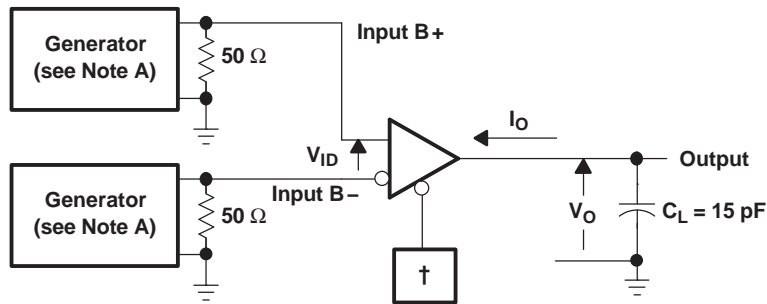 Generator
(see Note A)
50 Ω
Input B+
V_ID
I_O
Output
Generator
(see Note A)
50 Ω
Input B−
V_O
C_L = 15 pF
†